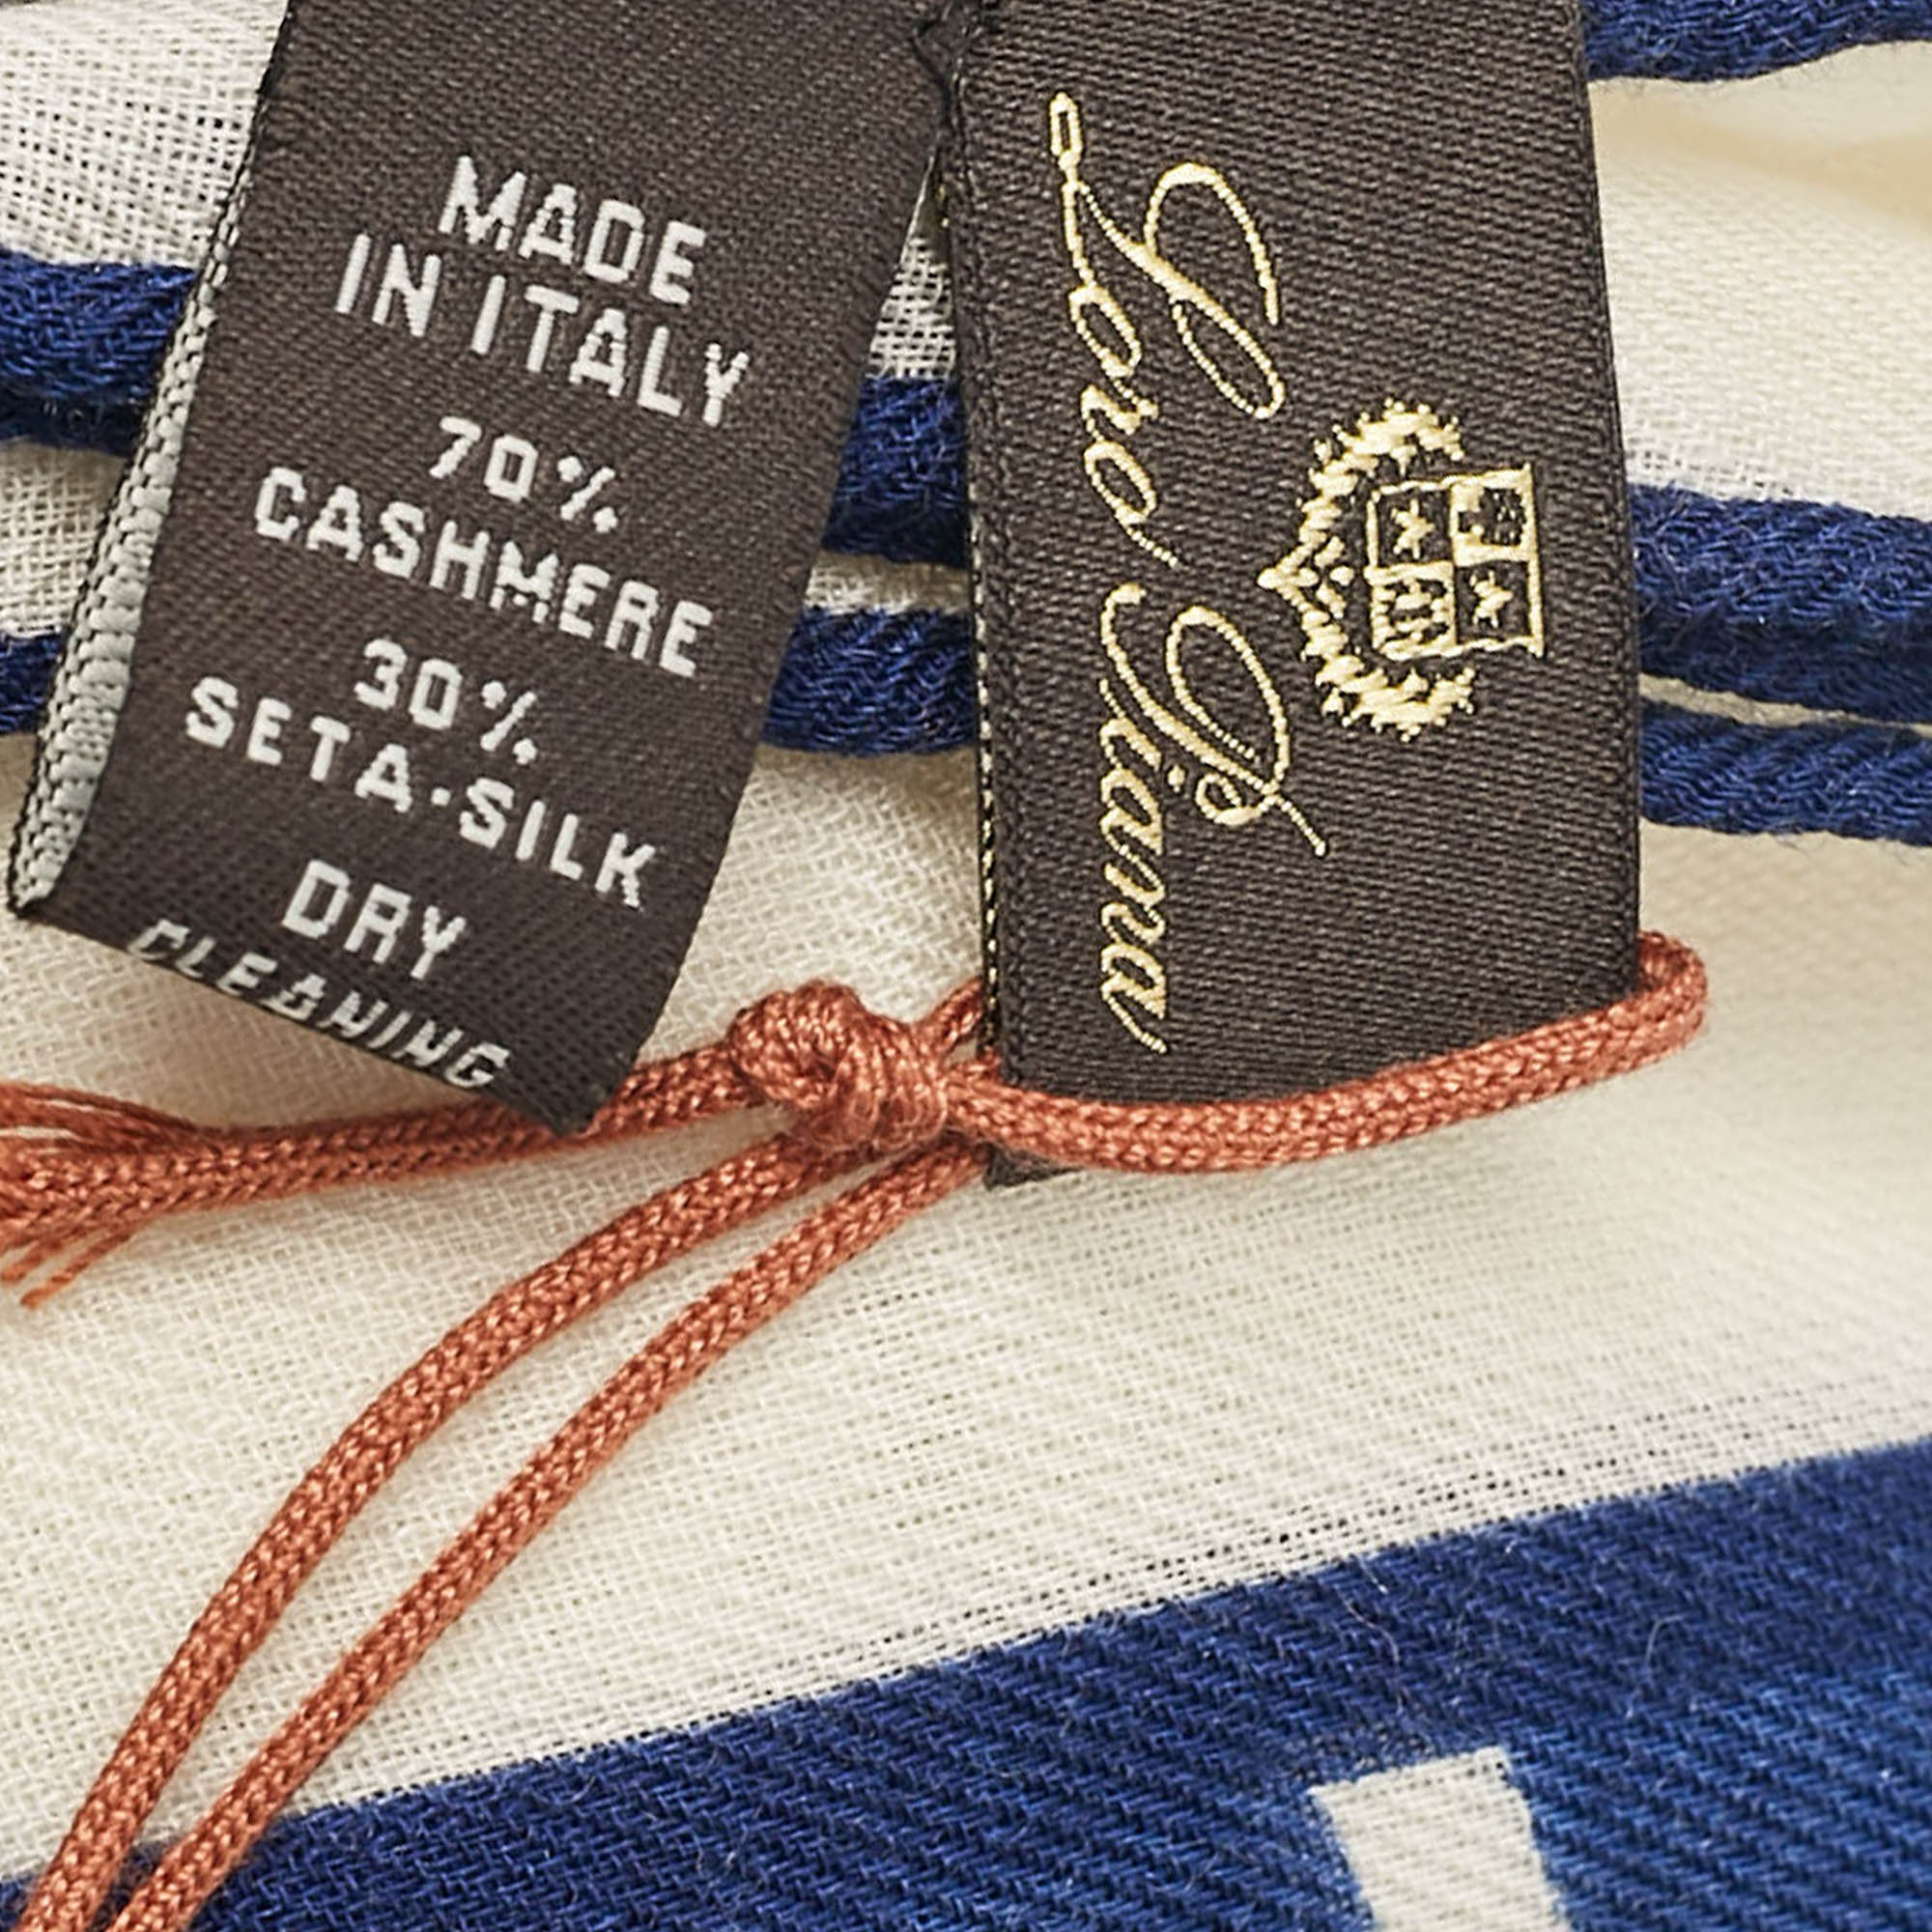 MADE
IN ITALY
70%
CASHMERE
30%
SETA·SILK
DRY
CLEANING
Loro Piana